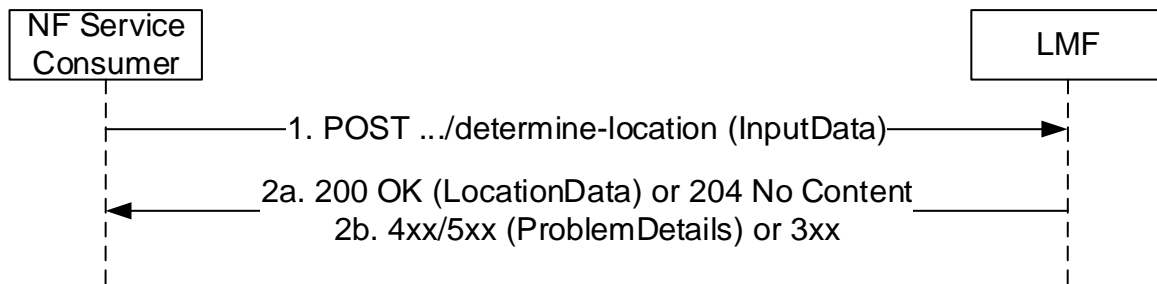 NF Service
Consumer
LMF
1. POST .../determine-location (InputData)
2a. 200 OK (LocationData) or 204 No Content
2b. 4xx/5xx (ProblemDetails) or 3xx